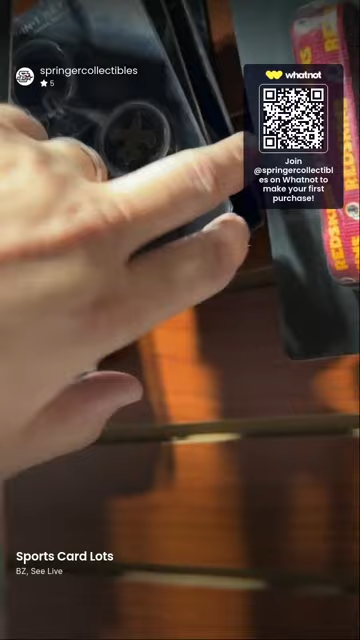 springercollectibles
5
whatnot
Join
@springercollectibl
es on Whatnot to
make your first
purchase!
REDSKINS
Sports Card Lots
BZ, See Live